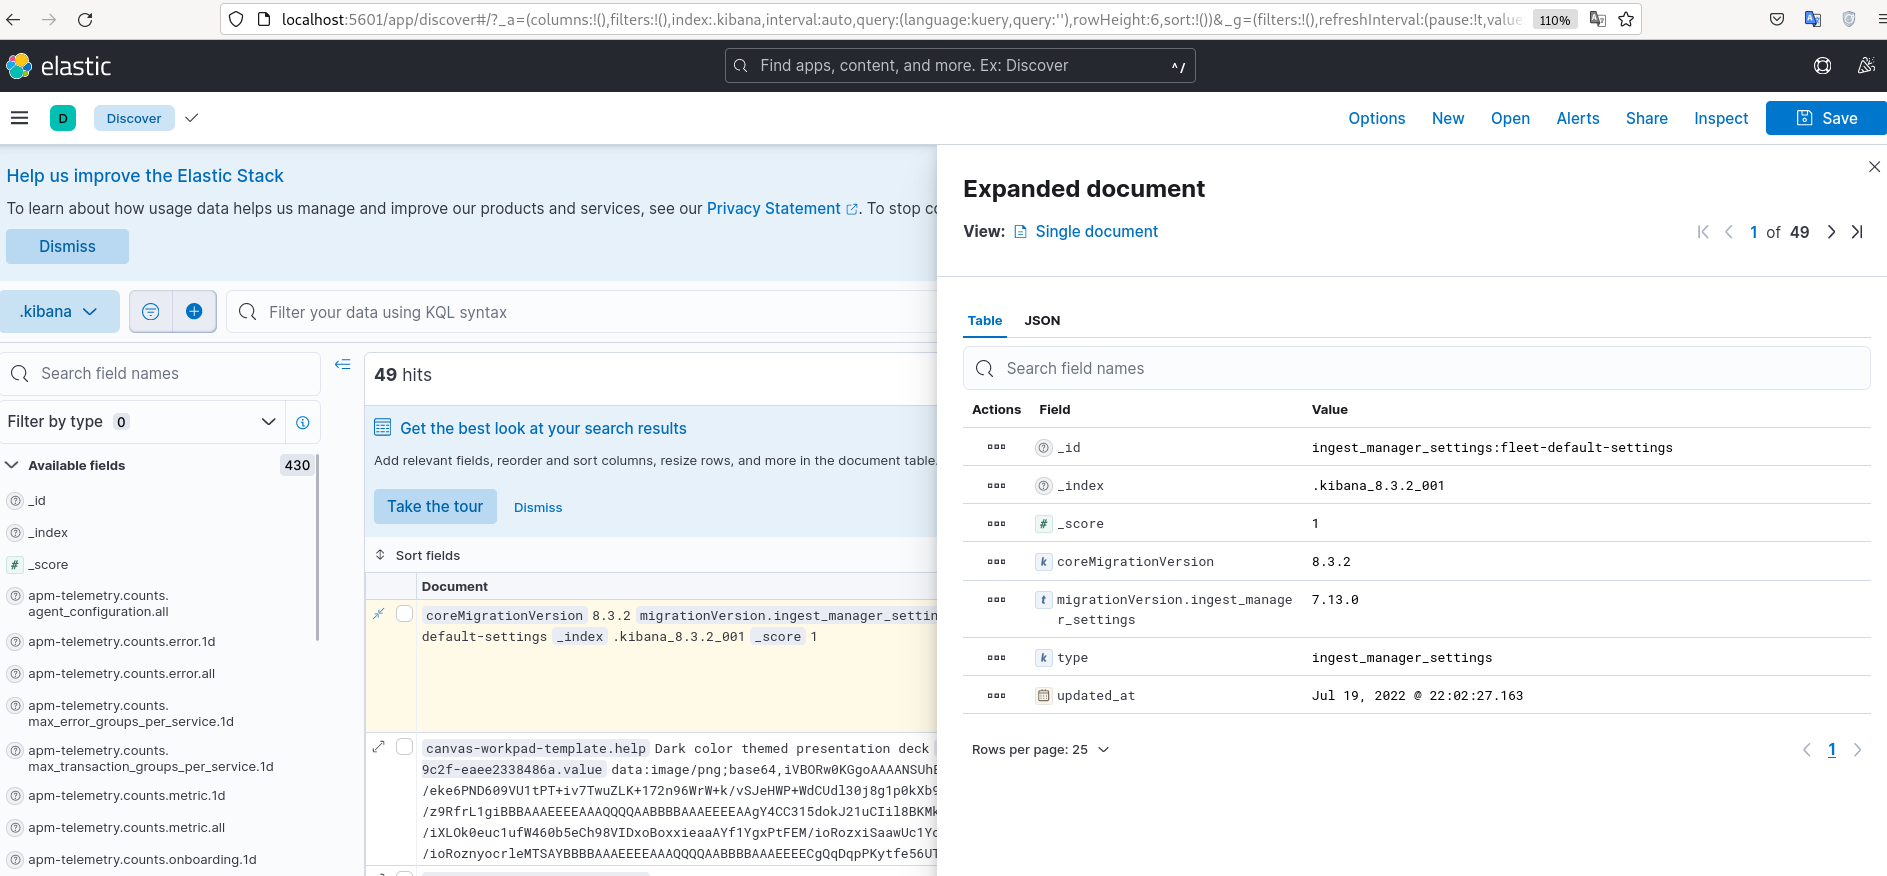 localhost:5601/app/discover#/?_a=(columns:!(),filters:!(),index:.kibana,interval:auto,query:(language:kuery,query:''),rowHeight:6,sort:!())&_g=(filters:!(),refreshInterval:(pause:!t,value
110%
elastic
Find apps, content, and more. Ex: Discover
^/
D
Discover
Options
New
Open
Alerts
Share
Inspect
Save
Help us improve the Elastic Stack
To learn about how usage data helps us manage and improve our products and services, see our Privacy Statement. To stop co
Dismiss
.kibana
Filter your data using KQL syntax
Search field names
Filter by type 0
Available fields 430
_id
_index
# _score
apm-telemetry.counts.
agent_configuration.all
apm-telemetry.counts.error.1d
apm-telemetry.counts.error.all
apm-telemetry.counts.
max_error_groups_per_service.1d
apm-telemetry.counts.
max_transaction_groups_per_service.1d
apm-telemetry.counts.metric.1d
apm-telemetry.counts.metric.all
apm-telemetry.counts.onboarding.1d
49 hits
Get the best look at your search results
Add relevant fields, reorder and sort columns, resize rows, and more in the document table.
Take the tour
Dismiss
Sort fields
Document
coreMigrationVersion 8.3.2 migrationVersion.ingest_manager_settin
default-settings _index .kibana_8.3.2_001 _score 1
canvas-workpad-template.help Dark color themed presentation deck
9c2f-eaee2338486a.value data:image/png;base64,iVBORw0KGgoAAAANSUhE
/eke6PND609VU1tPT+iv7TwuZLK+172n96WrW+k/vSJeHWP+WdCUdl30j8g1p0kXb9
/z9RfrL1giBBBAAAEEEEAAAQQQQAABBBBAAAEEEEAAgY4CC315dokJ21uCIil8BKMk
/iXLOk0euc1ufW460b5eCh98VIDxoBoxxieaaAYf1YgxPtFEM/ioRozxiSaawUc1Yo
/ioRoznyocrleMTSAYBBBBAAAEEEEAAAQQQQAABBBBAAAEEEECgQqDqpPKytfe56UT
Expanded document
View:
Single document
1 of 49
Table
JSON
Search field names
Actions Field Value
_id ingest_manager_settings:fleet-default-settings
_index .kibana_8.3.2_001
# _score 1
k coreMigrationVersion 8.3.2
t migrationVersion.ingest_manage 7.13.0
r_settings
k type ingest_manager_settings
updated_at Jul 19, 2022 @ 22:02:27.163
Rows per page: 25
1